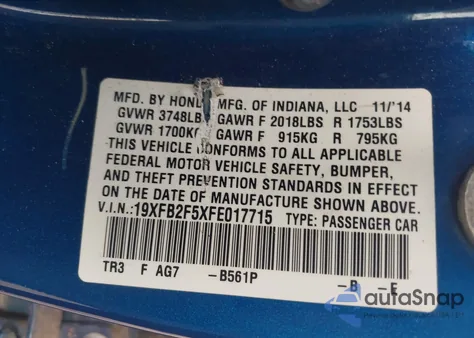 MFD. BY HOND MFG. OF INDIANA, LLC 11/'14
GVWR 3748LB GAWR F 2018LBS R 1753LBS
GVWR 1700K GAWR F 915KG R 795KG
THIS VEHICLE CONFORMS TO ALL APPLICABLE
FEDERAL MOTOR VEHICLE SAFETY, BUMPER,
AND THEFT PREVENTION STANDARDS IN EFFECT
ON THE DATE OF MANUFACTURE SHOWN ABOVE.
V.I.N.: 19XFB2F5XFE017715 TYPE: PASSENGER CAR
TR3 F AG7 -B561P -B -F
autoSnap